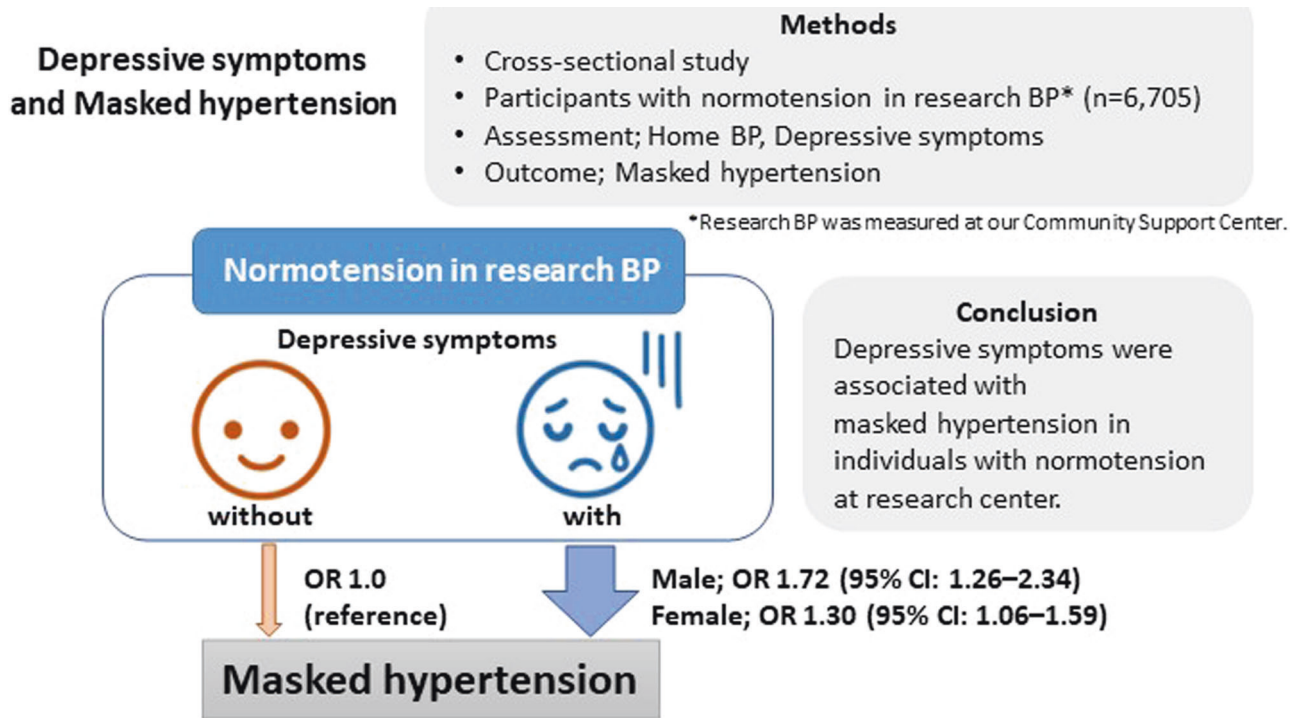 Depressive symptoms
and Masked hypertension
Methods
• Cross-sectional study
• Participants with normotension in research BP* (n=6,705)
• Assessment; Home BP, Depressive symptoms
• Outcome; Masked hypertension
*Research BP was measured at our Community Support Center.
Normotension in research BP
Depressive symptoms
without
with
Conclusion
Depressive symptoms were
associated with
masked hypertension in
individuals with normotension
at research center.
OR 1.0
(reference)
Male; OR 1.72 (95% CI: 1.26–2.34)
Female; OR 1.30 (95% CI: 1.06–1.59)
Masked hypertension